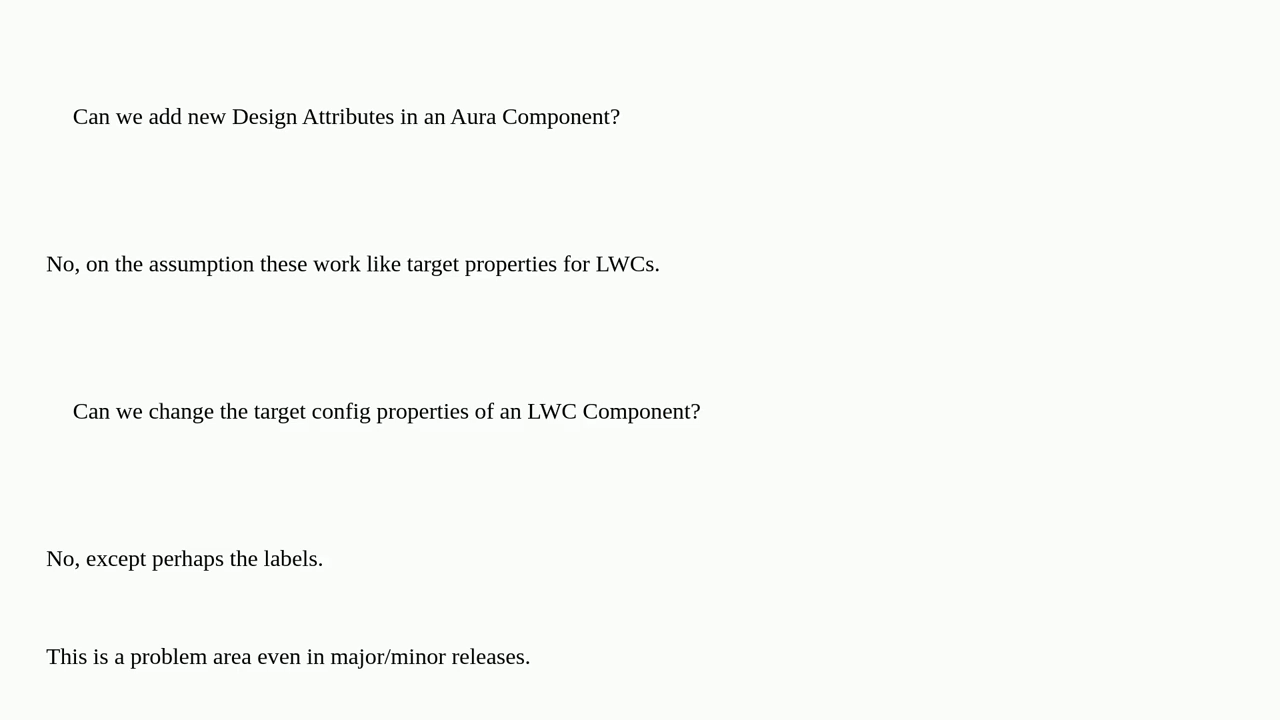 Can we add new Design Attributes in an Aura Component?
No, on the assumption these work like target properties for LWCs.
Can we change the target config properties of an LWC Component?
No, except perhaps the labels.
This is a problem area even in major/minor releases.